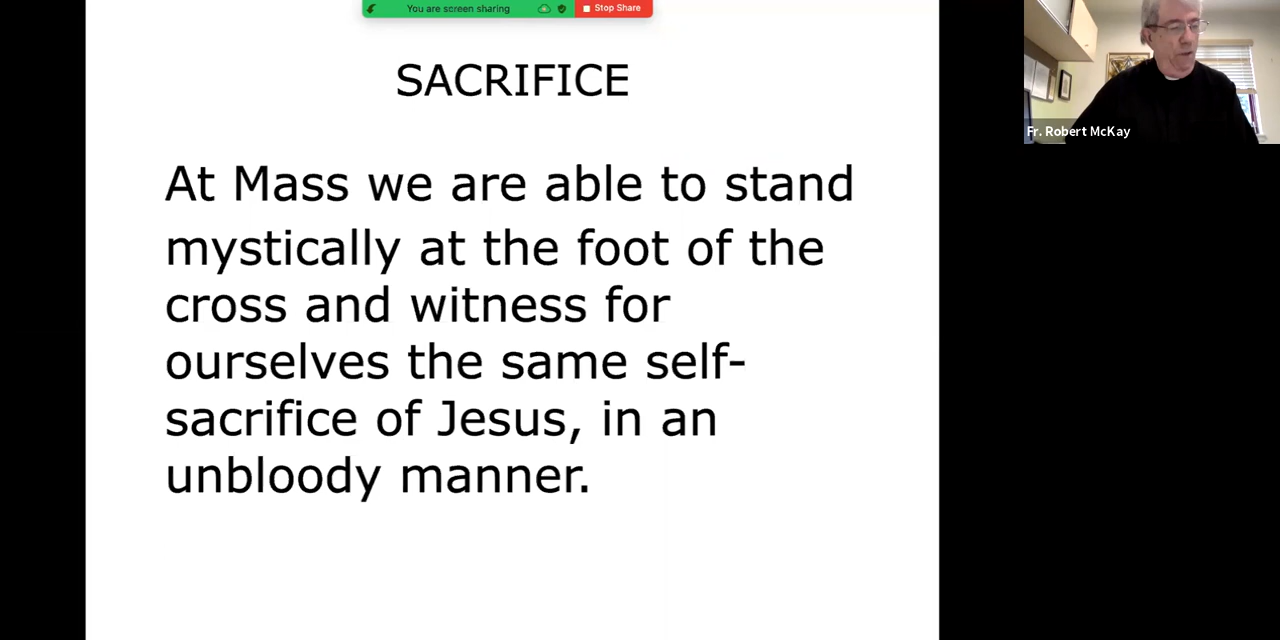 You are screen sharing
Stop Share
SACRIFICE
At Mass we are able to stand
mystically at the foot of the
cross and witness for
ourselves the same self-
sacrifice of Jesus, in an
unbloody manner.
Fr. Robert McKay